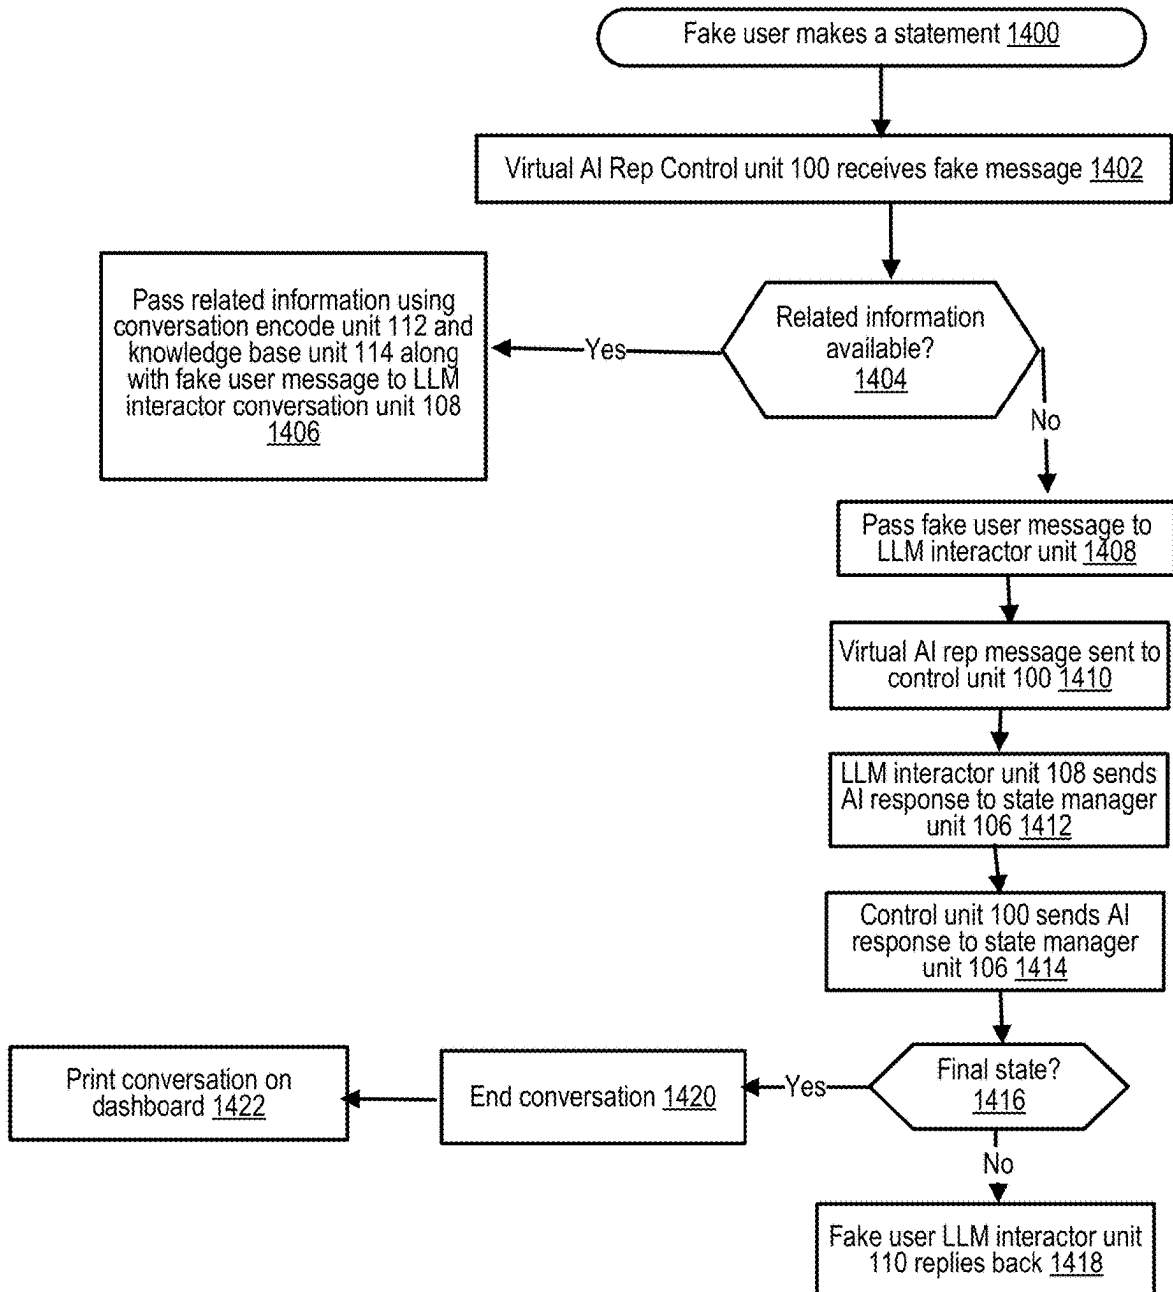 Fake user makes a statement 1400
Virtual AI Rep Control unit 100 receives fake message 1402
Related information
available?
1404
Yes
Pass related information using
conversation encode unit 112 and
knowledge base unit 114 along
with fake user message to LLM
interactor conversation unit 108
1406
No
Pass fake user message to
LLM interactor unit 1408
Virtual AI rep message sent to
control unit 100 1410
LLM interactor unit 108 sends
AI response to state manager
unit 106 1412
Control unit 100 sends AI
response to state manager
unit 106 1414
Final state?
1416
Yes
End conversation 1420
Print conversation on
dashboard 1422
No
Fake user LLM interactor unit
110 replies back 1418